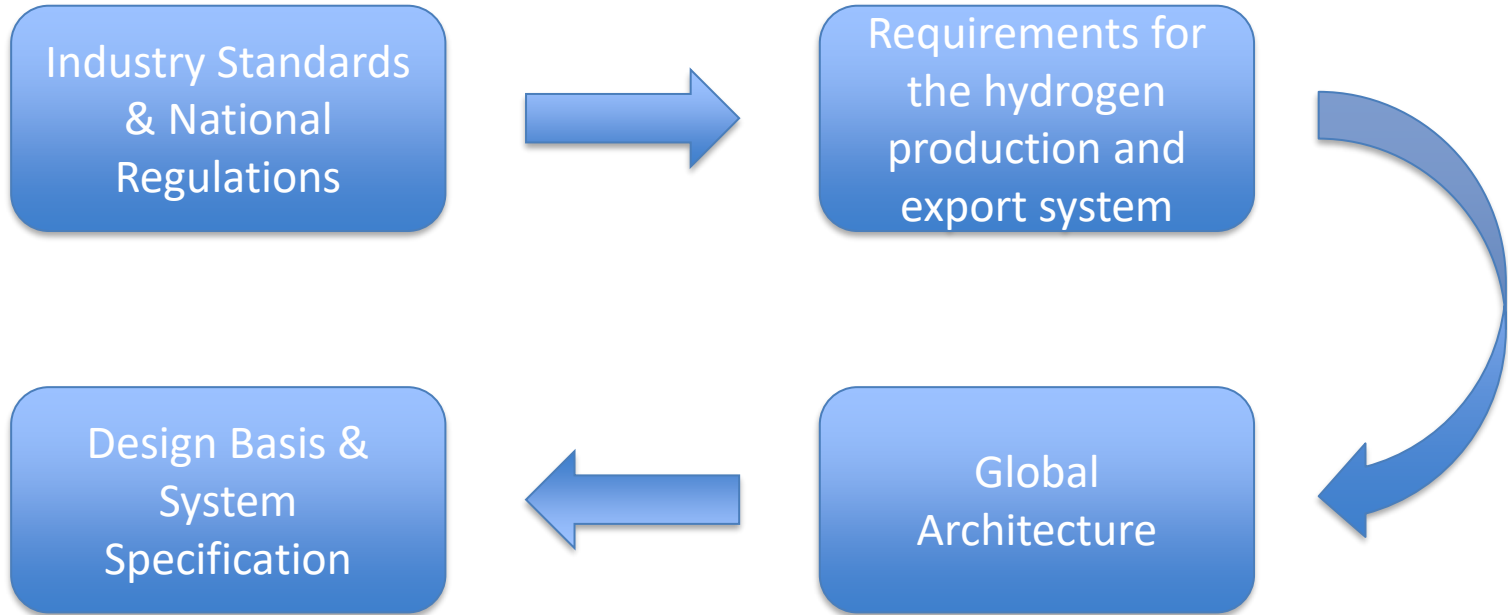 Industry Standards
& National
Regulations
Requirements for
the hydrogen
production and
export system
Design Basis &
System
Specification
Global
Architecture